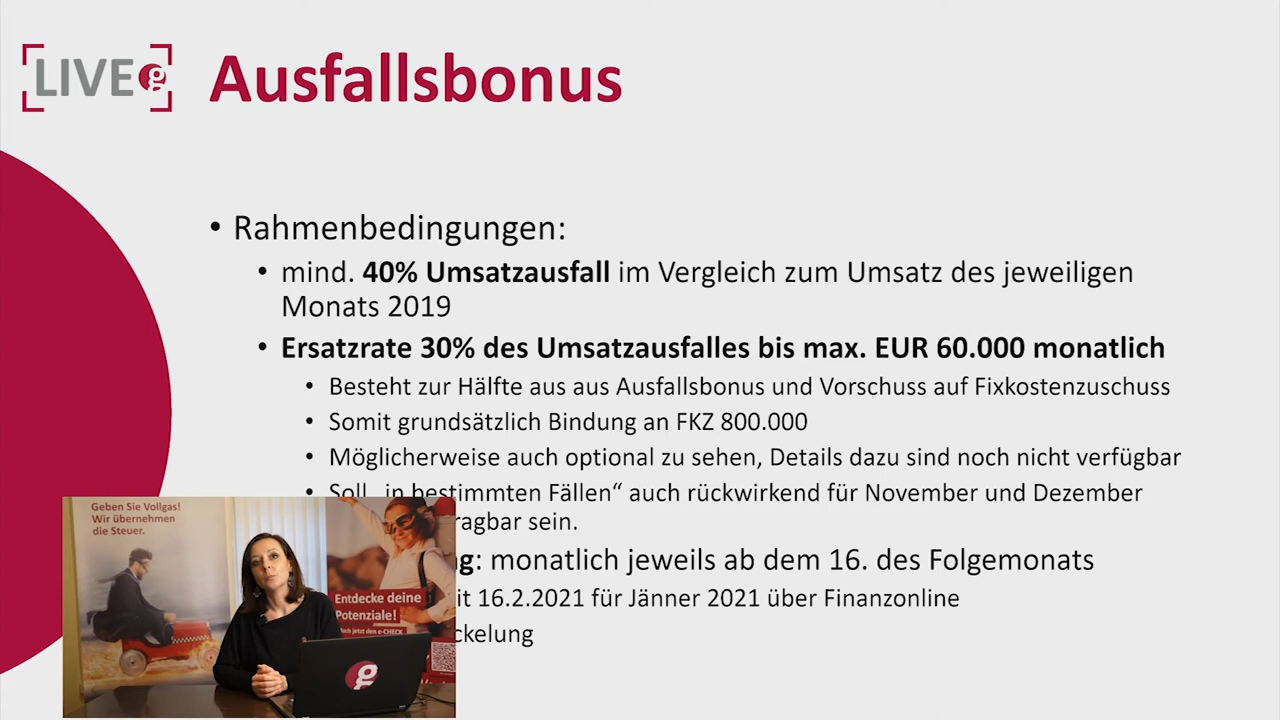 LIVE g
Ausfallsbonus
• Rahmenbedingungen:
• mind. 40% Umsatzausfall im Vergleich zum Umsatz des jeweiligen
Monats 2019
• Ersatzrate 30% des Umsatzausfalles bis max. EUR 60.000 monatlich
• Besteht zur Hälfte aus aus Ausfallsbonus und Vorschuss auf Fixkostenzuschuss
• Somit grundsätzlich Bindung an FKZ 800.000
• Möglicherweise auch optional zu sehen, Details dazu sind noch nicht verfügbar
• Soll „in bestimmten Fällen“ auch rückwirkend für November und Dezember
ragbar sein.
g: monatlich jeweils ab dem 16. des Folgemonats
it 16.2.2021 für Jänner 2021 über Finanzonline
ckelung
Geben Sie Vollgas!
Wir übernehmen
die Steuer.
Entdecke deine
Potenziale!
Mach jetzt den e-CHECK
g